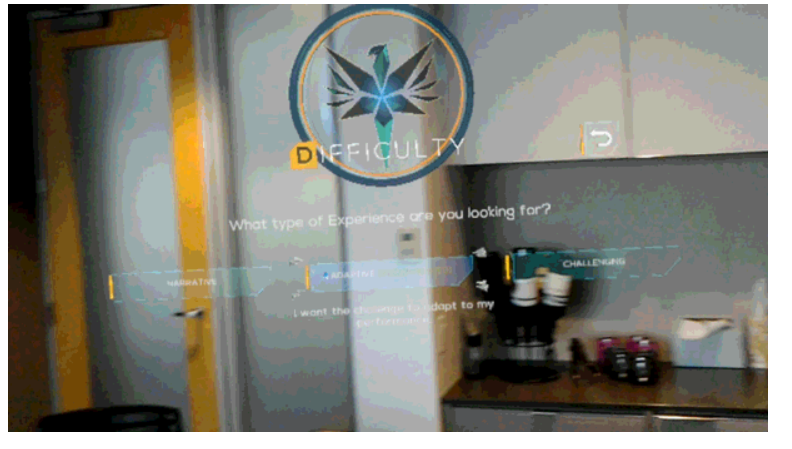 DIFFICULTY
What type of Experience are you looking for?
NARRATIVE
ADAPTIVE
CHALLENGING
i want the challenge to adapt to my
performance